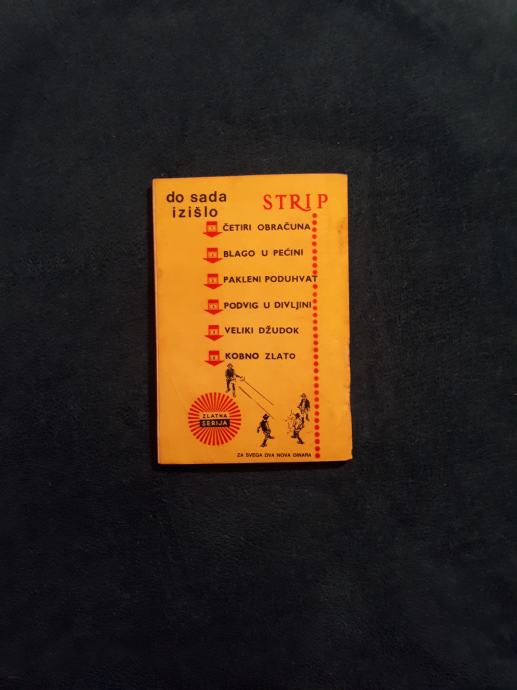 do sada
izišlo
STRIP
ČETIRI OBRAČUNA
BLAGO U PEĆINI
PAKLENI PODUHVAT
PODVIG U DIVLJINI
VELIKI DŽUDOK
KOBNO ZLATO
ZLATNA
SERIJA
ZA SVEGA DVA NOVA DINARA